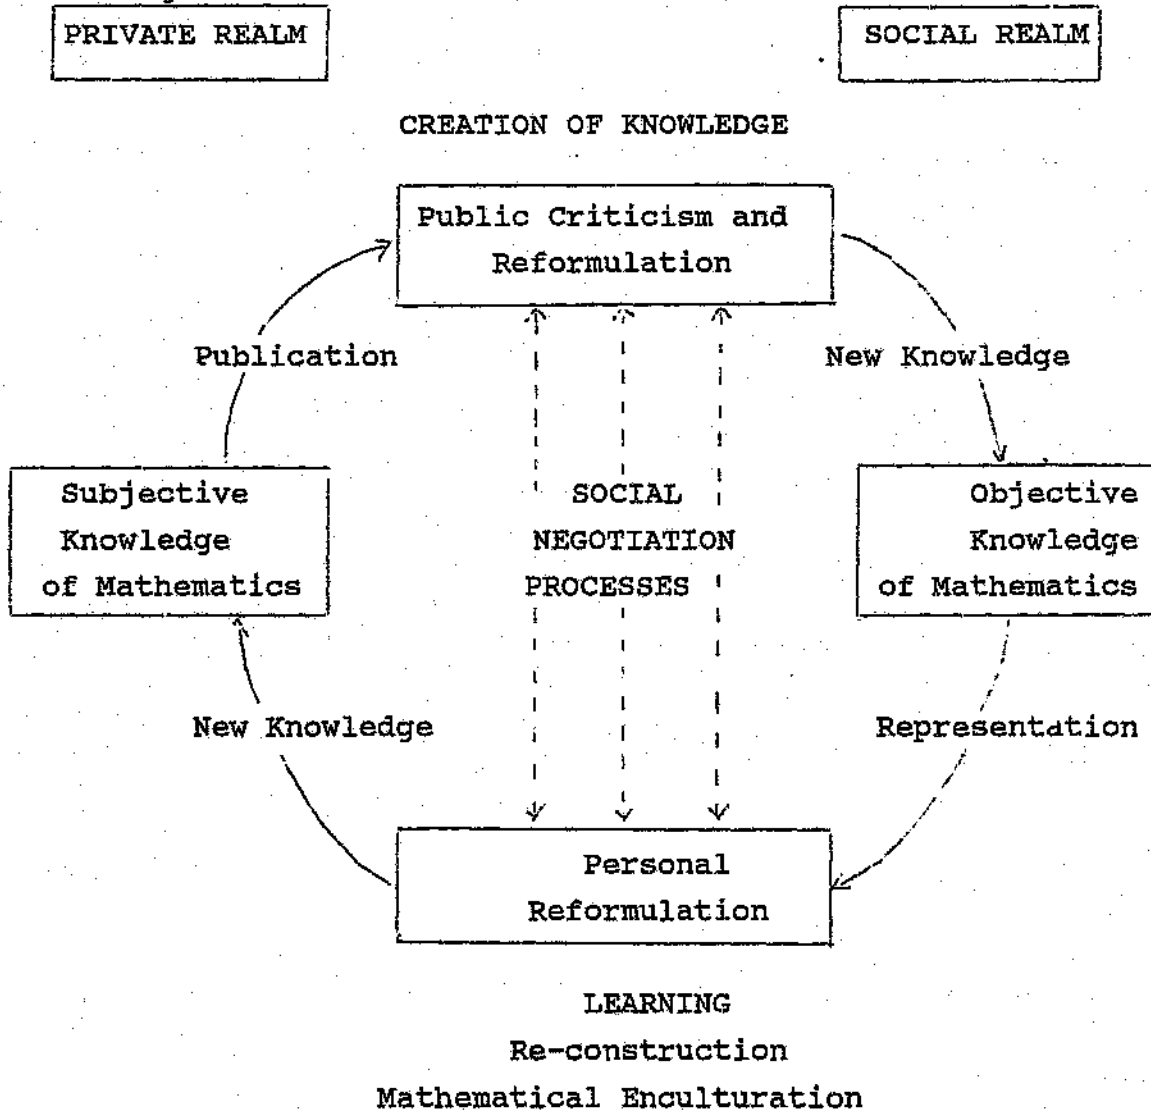 PRIVATE REALM
SOCIAL REALM
CREATION OF KNOWLEDGE
Public Criticism and
Reformulation
Publication
New Knowledge
Subjective
Knowledge
of Mathematics
SOCIAL
NEGOTIATION
PROCESSES
Objective
Knowledge
of Mathematics
New Knowledge
Representation
Personal
Reformulation
LEARNING
Re-construction
Mathematical Enculturation